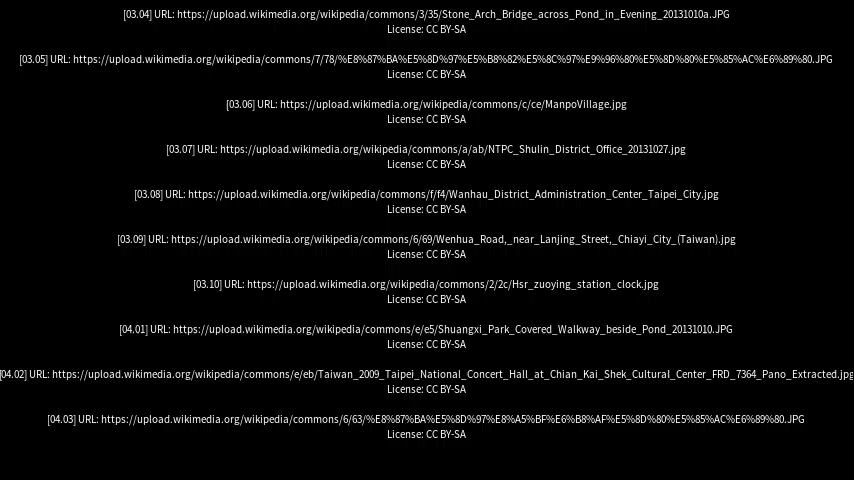 [03.04] URL: https://upload.wikimedia.org/wikipedia/commons/3/35/Stone_Arch_Bridge_across_Pond_in_Evening_20131010a.JPG
License: CC BY-SA
[03.05] URL: https://upload.wikimedia.org/wikipedia/commons/7/78/%E8%87%BA%E5%8D%97%E5%B8%82%E5%8C%97%E9%96%80%E5%8D%80%E5%85%AC%E6%89%80.JPG
License: CC BY-SA
[03.06] URL: https://upload.wikimedia.org/wikipedia/commons/c/ce/ManpoVillage.jpg
License: CC BY-SA
[03.07] URL: https://upload.wikimedia.org/wikipedia/commons/a/ab/NTPC_Shulin_District_Office_20131027.jpg
License: CC BY-SA
[03.08] URL: https://upload.wikimedia.org/wikipedia/commons/f/f4/Wanhau_District_Administration_Center_Taipei_City.jpg
License: CC BY-SA
[03.09] URL: https://upload.wikimedia.org/wikipedia/commons/6/69/Wenhua_Road,_near_Lanjing_Street,_Chiayi_City_(Taiwan).jpg
License: CC BY-SA
[03.10] URL: https://upload.wikimedia.org/wikipedia/commons/2/2c/Hsr_zuoying_station_clock.jpg
License: CC BY-SA
[04.01] URL: https://upload.wikimedia.org/wikipedia/commons/e/e5/Shuangxi_Park_Covered_Walkway_beside_Pond_20131010.JPG
License: CC BY-SA
[04.02] URL: https://upload.wikimedia.org/wikipedia/commons/e/eb/Taiwan_2009_Taipei_National_Concert_Hall_at_Chian_Kai_Shek_Cultural_Center_FRD_7364_Pano_Extracted.jpg
License: CC BY-SA
[04.03] URL: https://upload.wikimedia.org/wikipedia/commons/6/63/%E8%87%BA%E5%8D%97%E8%A5%BF%E6%B8%AF%E5%8D%80%E5%85%AC%E6%89%80.JPG
License: CC BY-SA